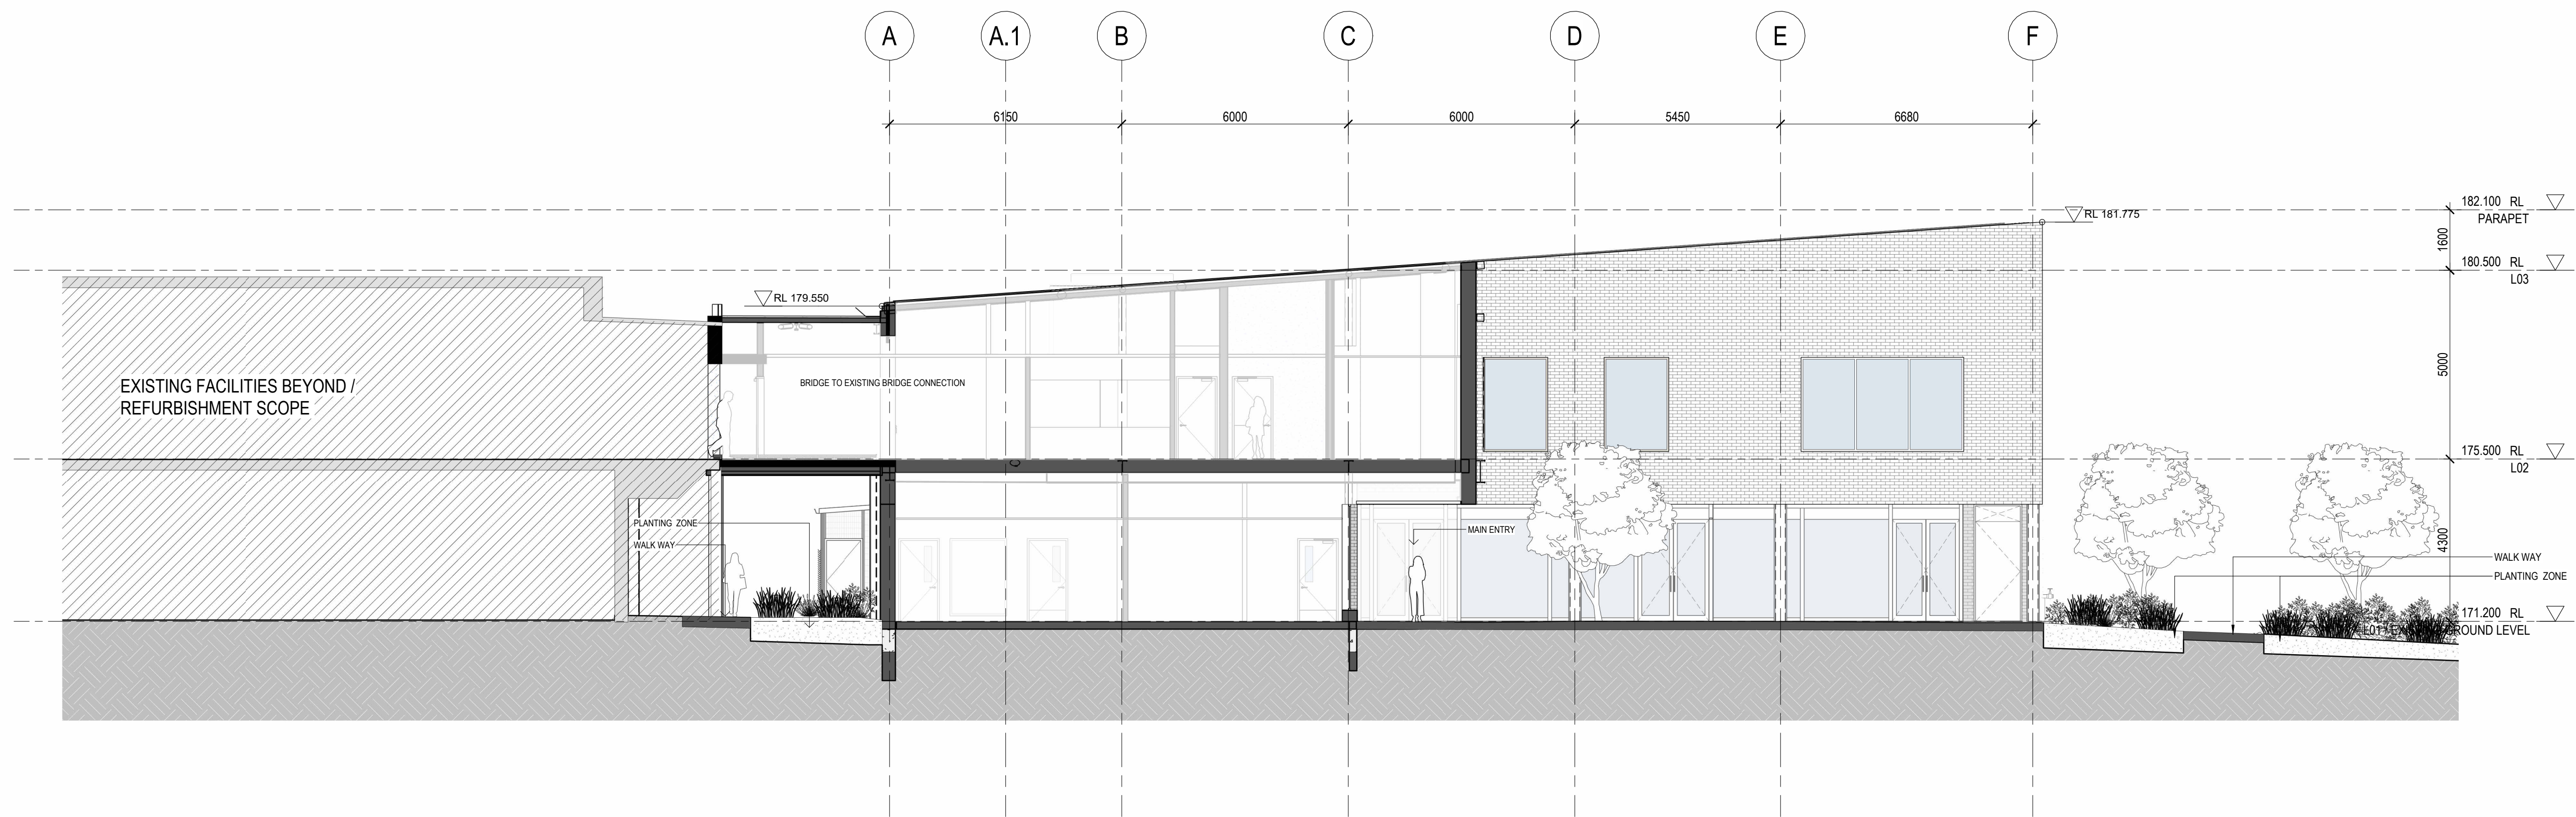 A
A.1
B
C
D
E
F
6150
6000
6000
5450
6680
182.100 RL
PARAPET
RL 181.775
1600
180.500 RL
L03
RL 179.550
5000
EXISTING FACILITIES BEYOND /
REFURBISHMENT SCOPE
BRIDGE TO EXISTING BRIDGE CONNECTION
175.500 RL
L02
PLANTING ZONE
WALK WAY
MAIN ENTRY
4300
WALK WAY
PLANTING ZONE
171.200 RL
GROUND LEVEL